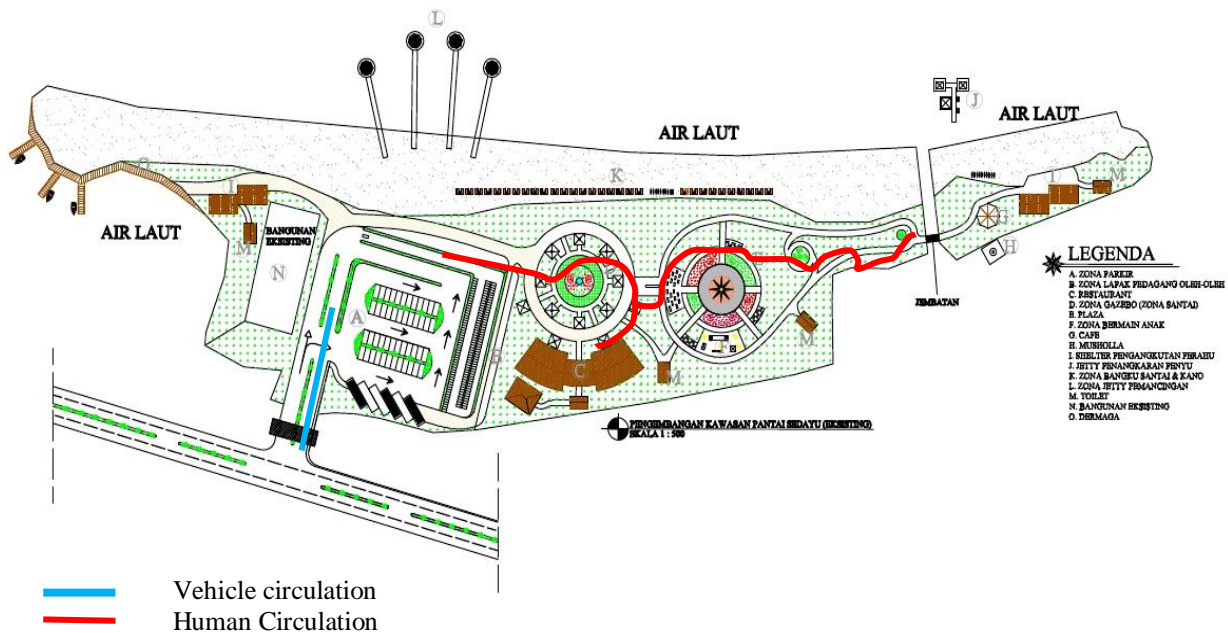 L
J
AIR LAUT
AIR LAUT
K
O
I
I
M
G
AIR LAUT
M
BANGUNAN
EKSISTING
H
N
D
E
JEMBATAN
A
B
F
M
C
M
PENGEMBANGAN KAWASAN PANTAI SEDAYU (EKSISTING)
SKALA 1 : 500
LEGENDA
A. ZONA PARKIR
B. ZONA LAPAK PEDAGANG OLEH-OLEH
C. RESTAURANT
D. ZONA GAZEBO (ZONA SANTAI)
E. PLAZA
F. ZONA BERMAIN ANAK
G. CAFE
H. MUSHOLLA
I. SHELTER PENGANGKUTAN PERAHU
J. JETTY PENANGKARAN PENYU
K. ZONA BANGKU SANTAI & KANO
L. ZONA JETTY PEMANCINGAN
M. TOILET
N. BANGUNAN EKSISTING
O. DERMAGA
Vehicle circulation
Human Circulation